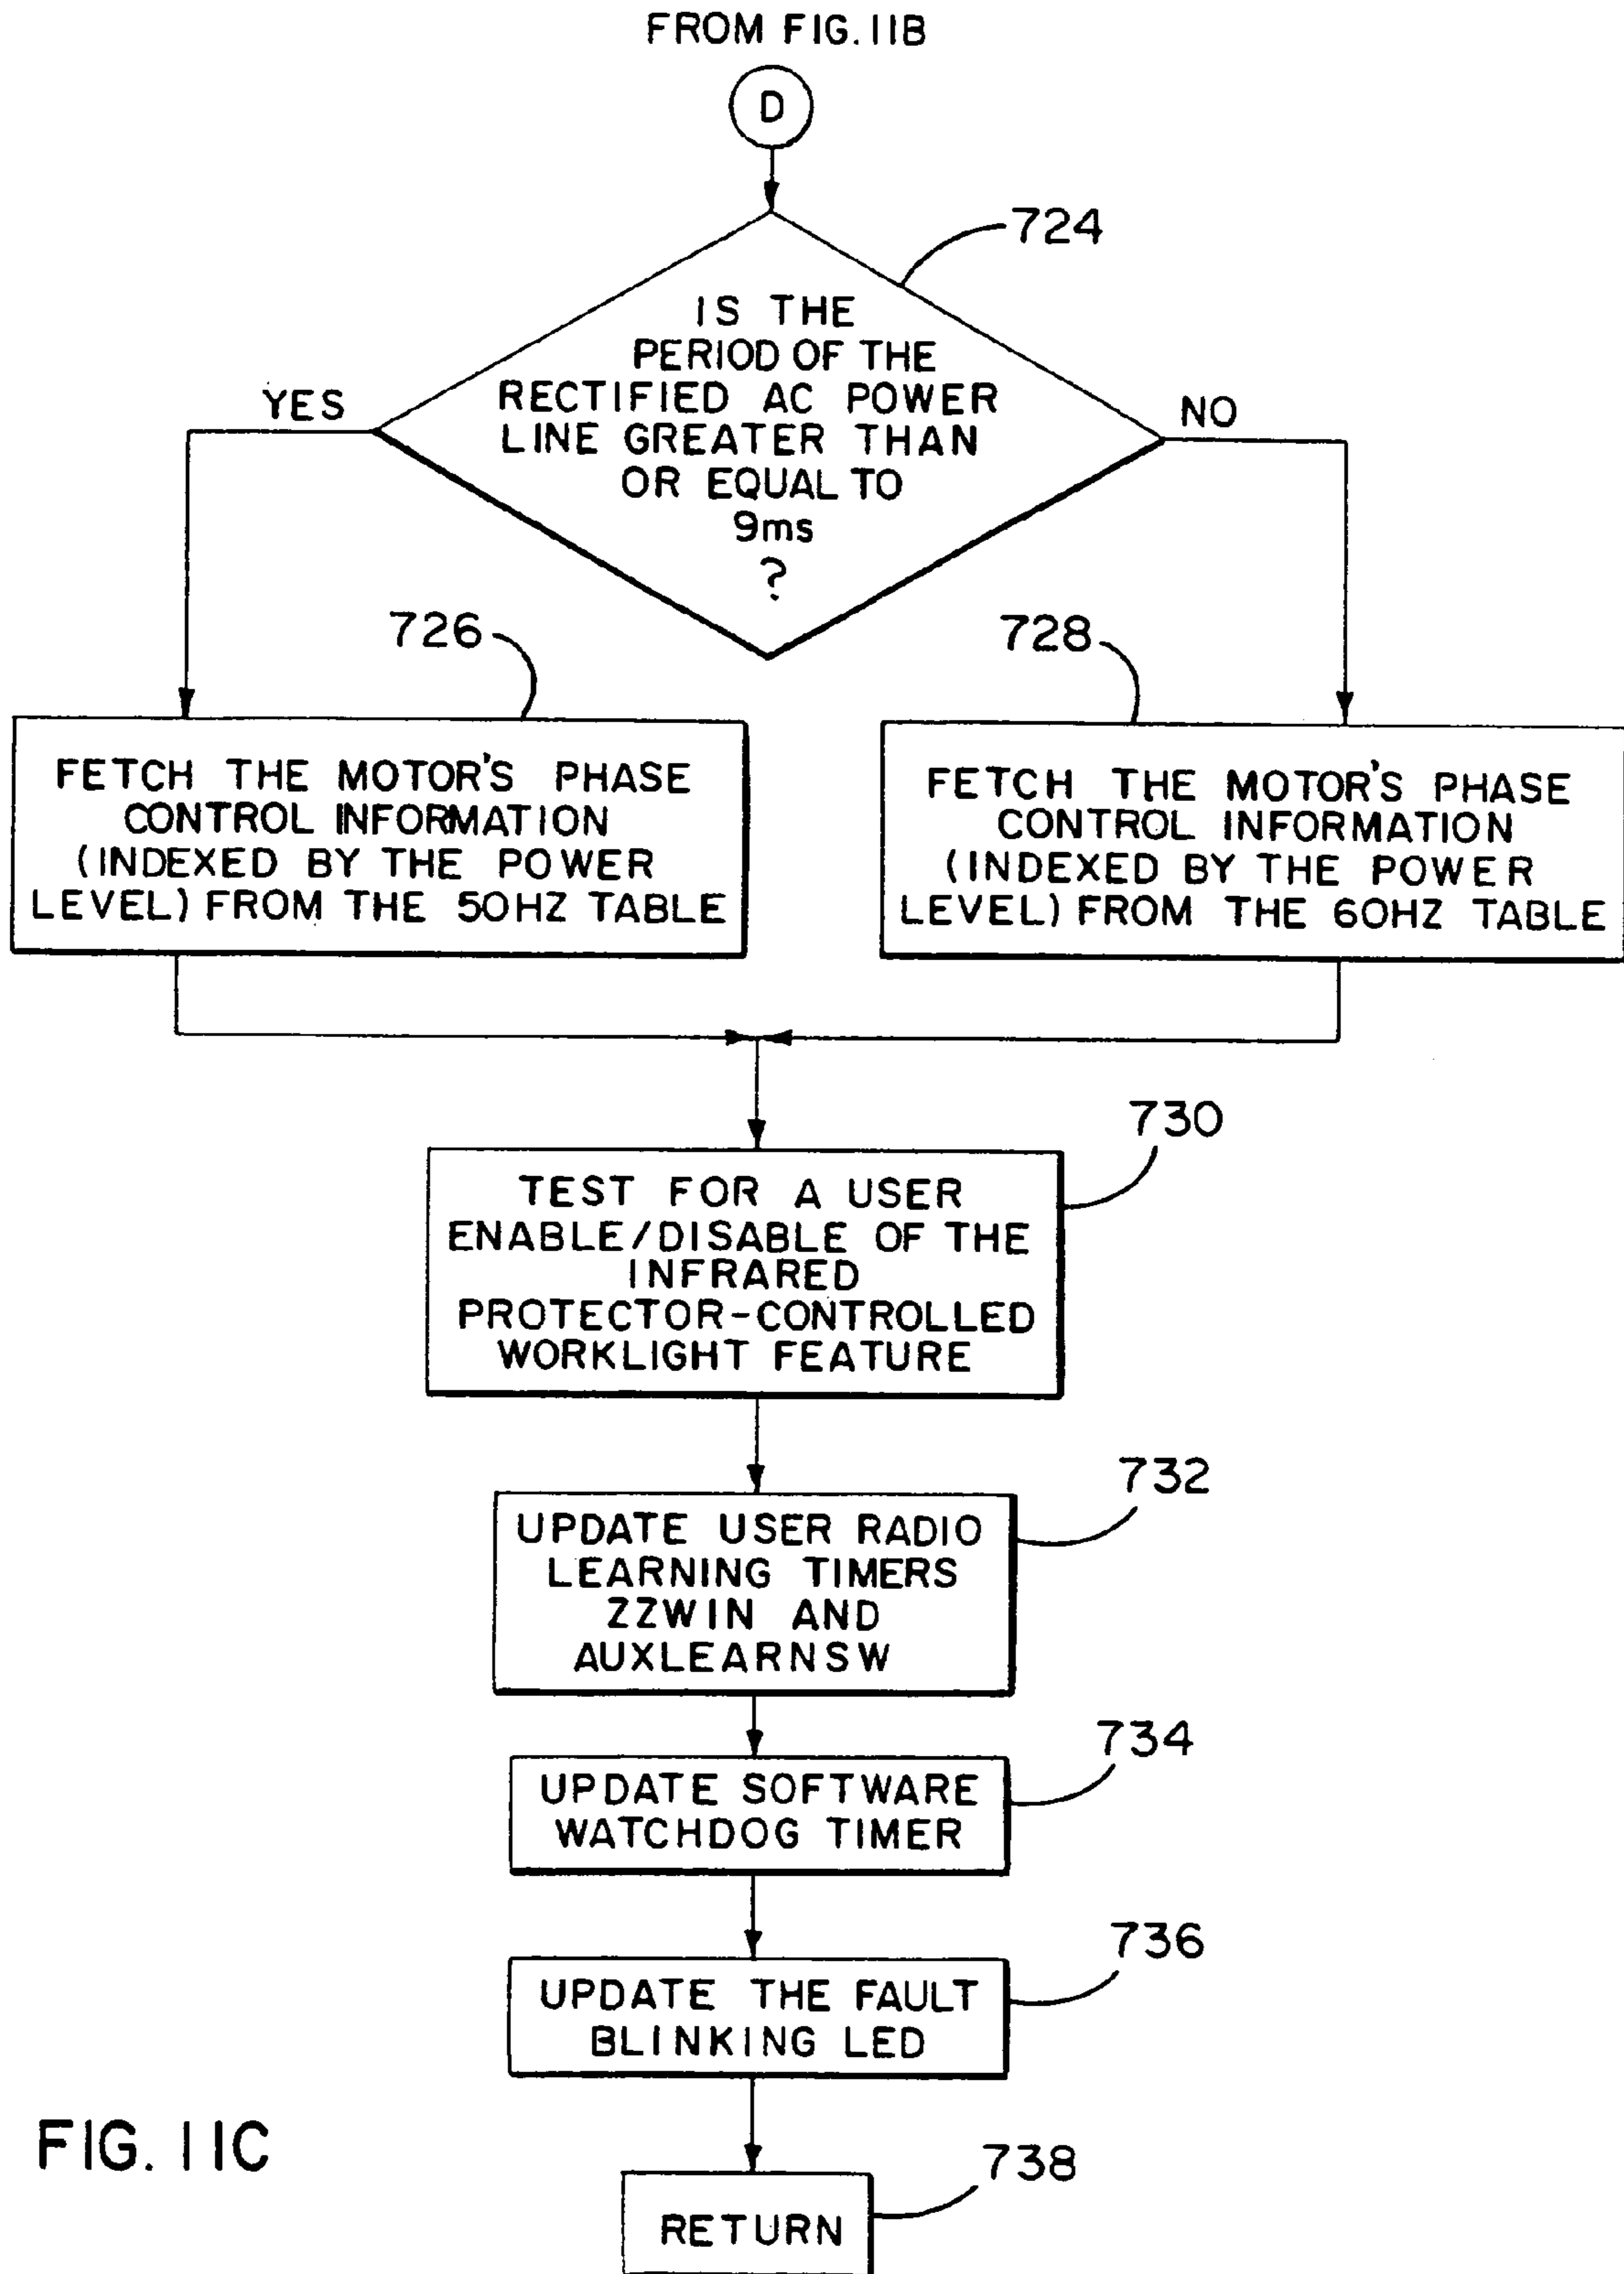 FROM FIG. 11B
D
724
IS THE
PERIOD OF THE
RECTIFIED AC POWER
LINE GREATER THAN
OR EQUAL TO
9ms
?
YES
NO
726
728
FETCH THE MOTOR'S PHASE
CONTROL INFORMATION
(INDEXED BY THE POWER
LEVEL) FROM THE 50HZ TABLE
FETCH THE MOTOR'S PHASE
CONTROL INFORMATION
(INDEXED BY THE POWER
LEVEL) FROM THE 60HZ TABLE
730
TEST FOR A USER
ENABLE/DISABLE OF THE
INFRARED
PROTECTOR-CONTROLLED
WORKLIGHT FEATURE
732
UPDATE USER RADIO
LEARNING TIMERS
ZZWIN AND
AUXLEARNSW
734
UPDATE SOFTWARE
WATCHDOG TIMER
736
UPDATE THE FAULT
BLINKING LED
738
RETURN
FIG. 11C